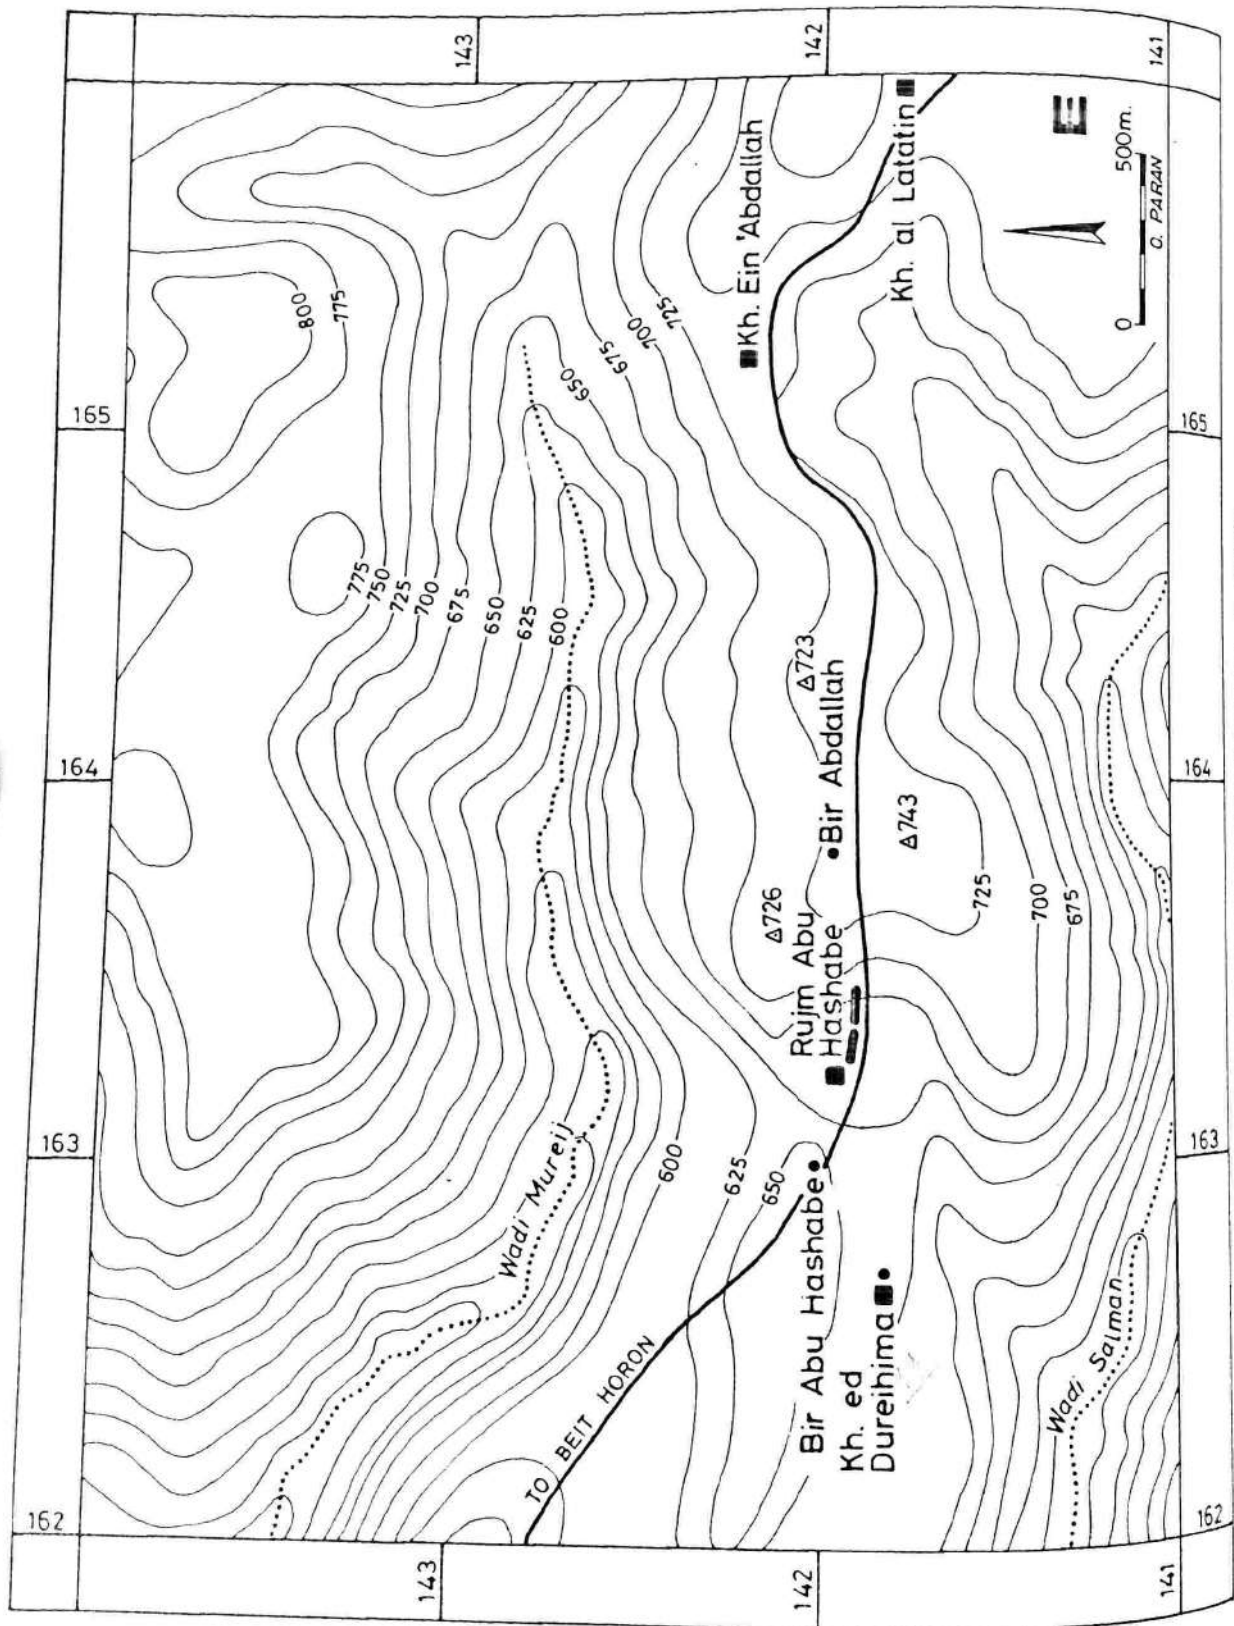 162
163
164
165
143
143
800
775
775
750
725
700
675
650
625
600
Wadi Mureij
650
675
700
725
600
625
650
TO BEIT HORON
Kh. Ein 'Abdallah
Δ726
Δ723
Rujm Abu
Hashabe
Bir Abdallah
142
142
Bir Abu Hashabe
Kh. ed
Dureihima
Δ743
Kh. al Latatin
725
700
675
Wadi Salman
0
500m.
O. PARAN
141
141
162
163
164
165